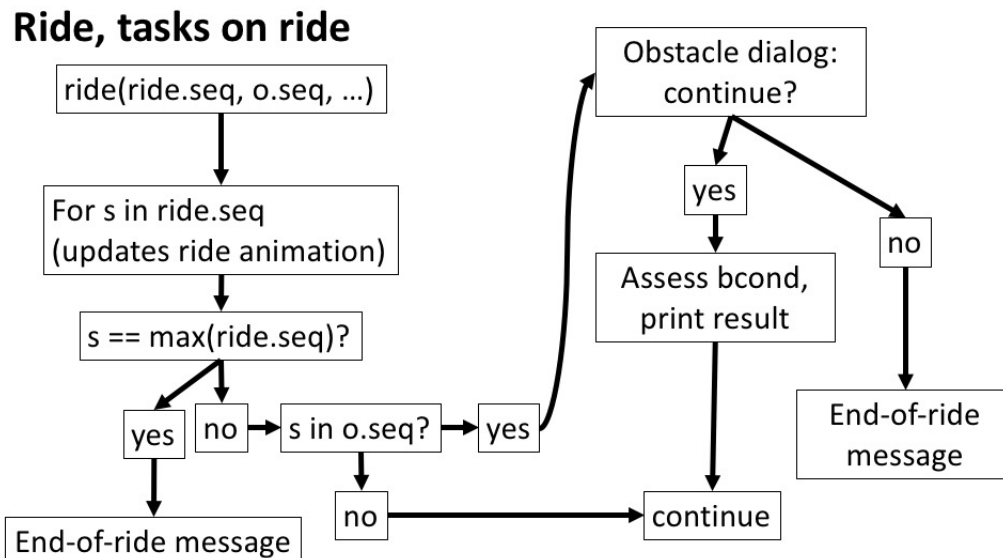 Ride, tasks on ride
ride(ride.seq, o.seq, ...)
For s in ride.seq
(updates ride animation)
s == max(ride.seq)?
yes
no
s in o.seq?
yes
End-of-ride message
no
continue
Obstacle dialog:
continue?
yes
no
Assess bcond,
print result
End-of-ride
message